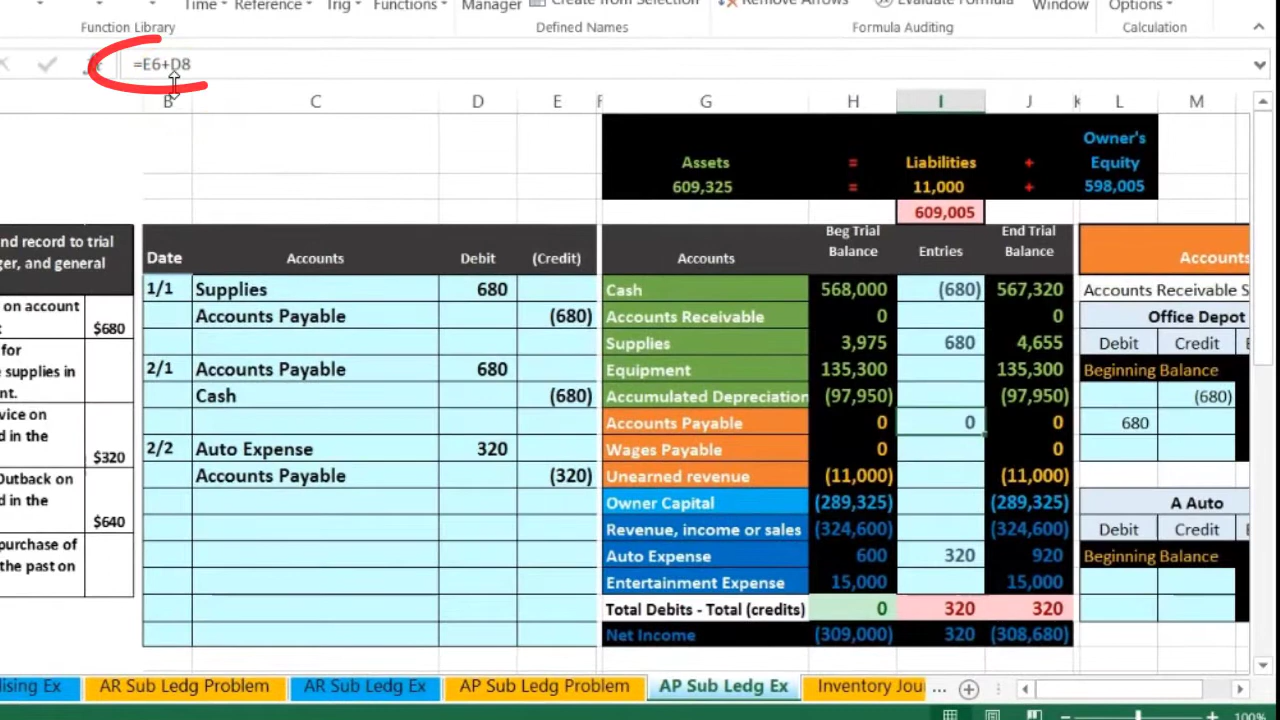 Time Reference Trig Functions Manager Create from Selection Remove Arrows Evaluate Formula Window Options
Function Library Defined Names Formula Auditing Calculation
=E6+D8
B C D E F G H I J K L M
Assets = Liabilities + Owner's Equity
609,325 = 11,000 + 598,005
609,005
nd record to trial
ger, and general
Date Accounts Debit (Credit)
1/1 Supplies 680
Accounts Payable (680)
2/1 Accounts Payable 680
Cash (680)
2/2 Auto Expense 320
Accounts Payable (320)
on account
: $680
for
e supplies in
nt.
vice on
d in the
$320
Outback on
d in the
$640
purchase of
the past on
Accounts Beg Trial Balance Entries End Trial Balance
Cash 568,000 (680) 567,320
Accounts Receivable 0 0
Supplies 3,975 680 4,655
Equipment 135,300 135,300
Accumulated Depreciation (97,950) (97,950)
Accounts Payable 0 0 0
Wages Payable 0 0
Unearned revenue (11,000) (11,000)
Owner Capital (289,325) (289,325)
Revenue, income or sales (324,600) (324,600)
Auto Expense 600 320 920
Entertainment Expense 15,000 15,000
Total Debits - Total (credits) 0 320 320
Net Income (309,000) 320 (308,680)
Accounts
Accounts Receivable S
Office Depot
Debit Credit
Beginning Balance
(680)
680
A Auto
Debit Credit
Beginning Balance
lising Ex AR Sub Ledg Problem AR Sub Ledg Ex AP Sub Ledg Problem AP Sub Ledg Ex Inventory Jou ...
100%